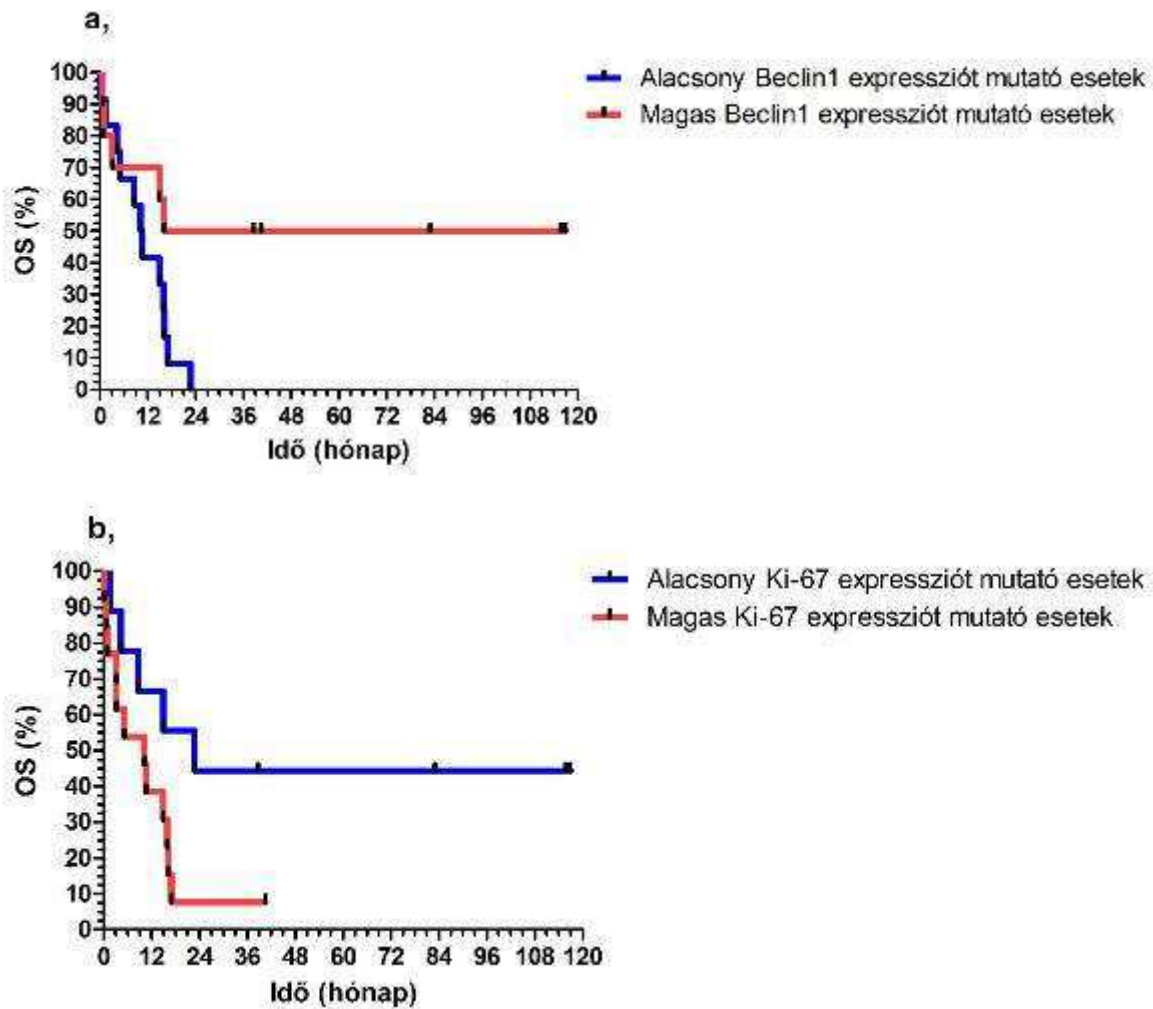 a,
100
90
80
70
60
50
40
30
20
10
0
OS (%)
0 12 24 36 48 60 72 84 96 108 120
Idő (hónap)
Alacsony Beclin1 expressziót mutató esetek
Magas Beclin1 expressziót mutató esetek
b,
100
90
80
70
60
50
40
30
20
10
0
OS (%)
0 12 24 36 48 60 72 84 96 108 120
Idő (hónap)
Alacsony Ki-67 expressziót mutató esetek
Magas Ki-67 expressziót mutató esetek